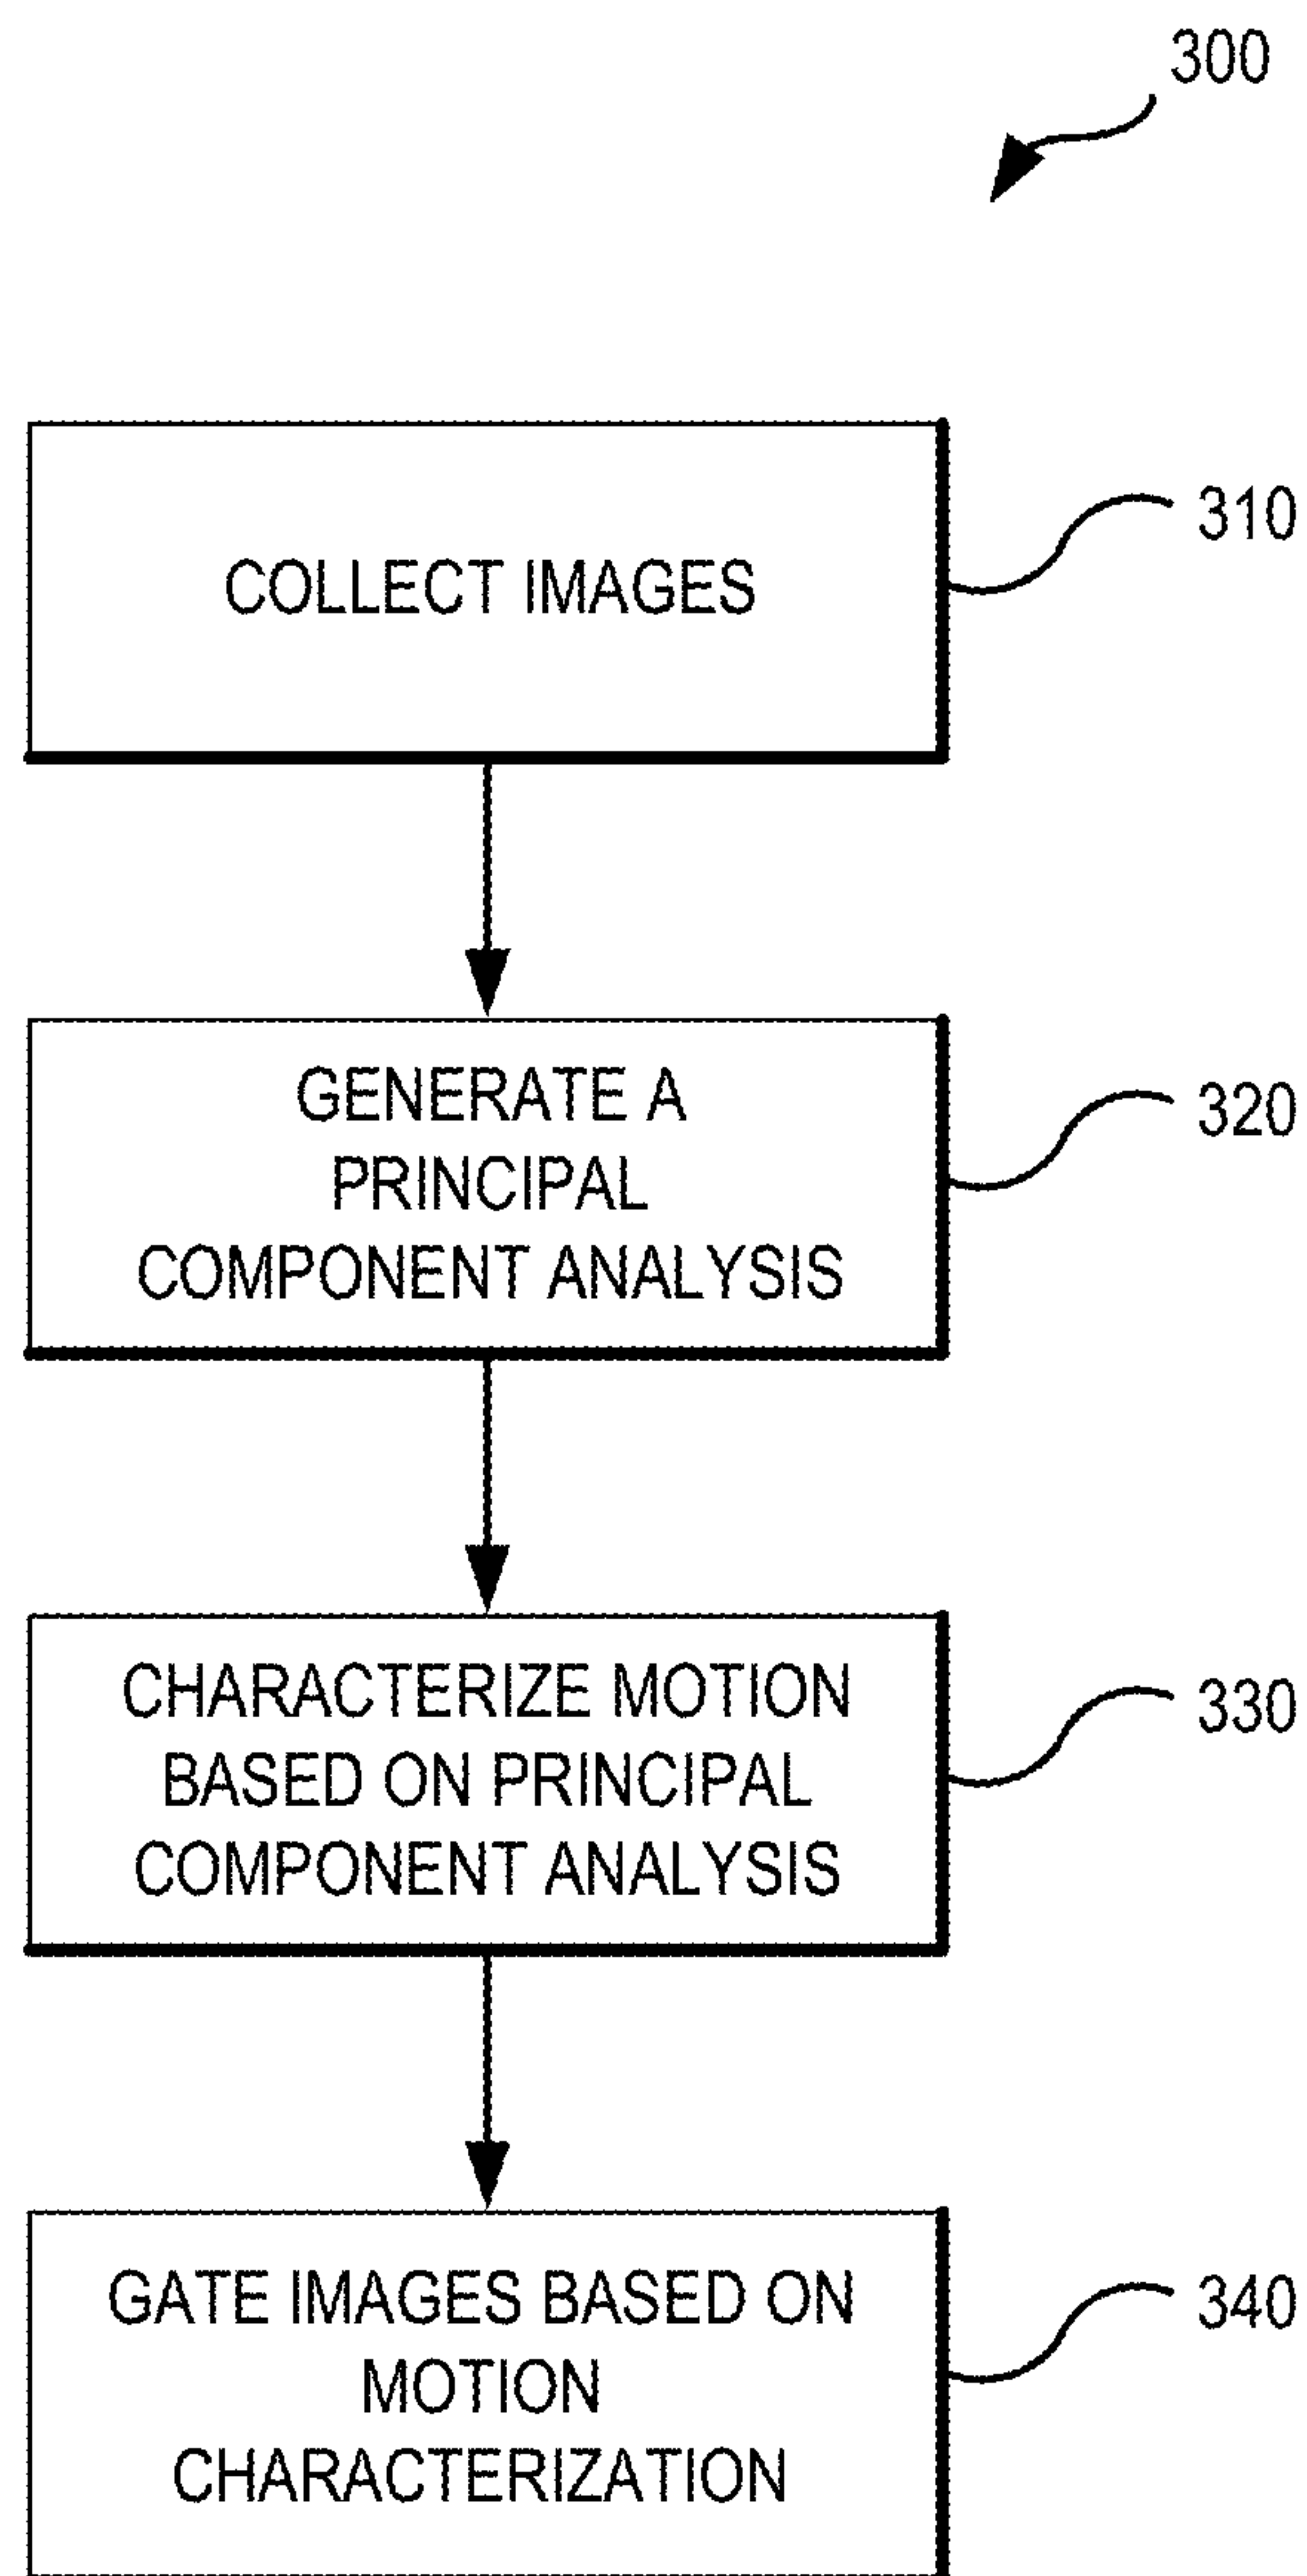 300
COLLECT IMAGES
310
GENERATE A
PRINCIPAL
COMPONENT ANALYSIS
320
CHARACTERIZE MOTION
BASED ON PRINCIPAL
COMPONENT ANALYSIS
330
GATE IMAGES BASED ON
MOTION
CHARACTERIZATION
340